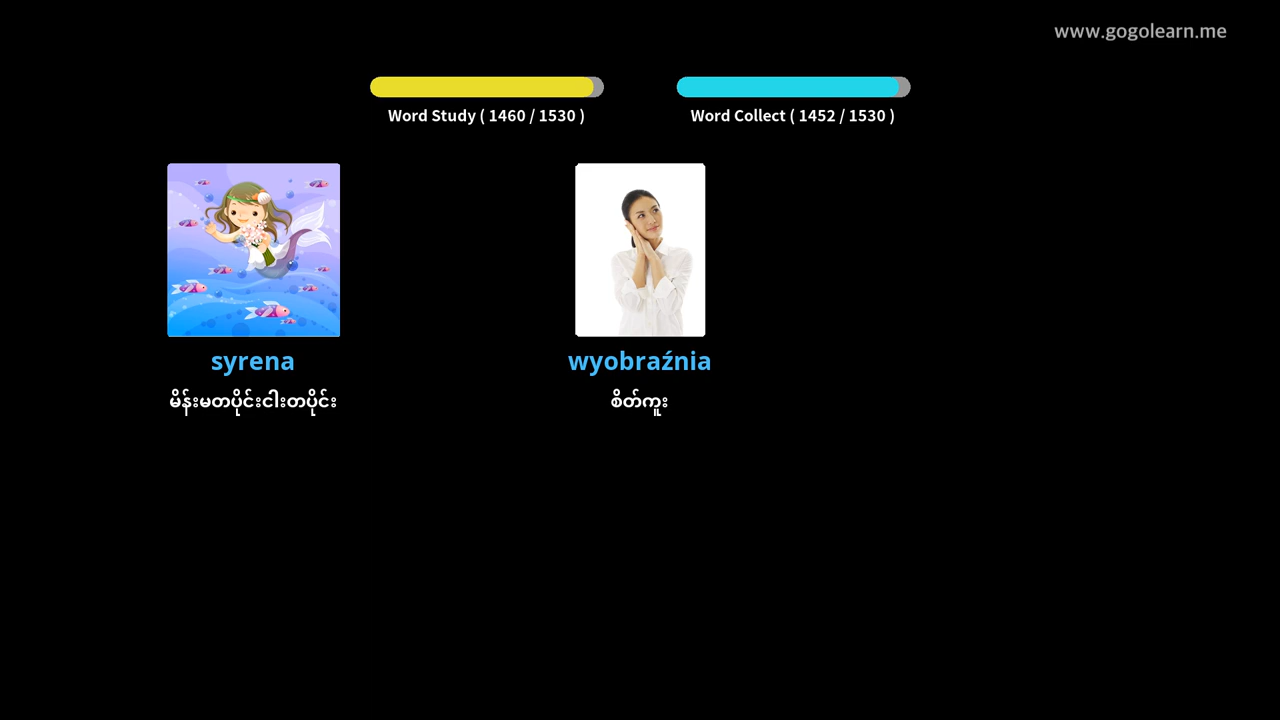 www.gogolearn.me
Word Study ( 1460 / 1530 )
Word Collect ( 1452 / 1530 )
syrena
မိန်းမတပိုင်းငါးတပိုင်း
wyobraźnia
စိတ်ကူး